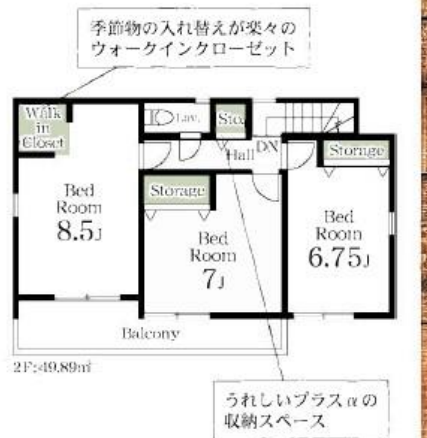 季節物の入れ替えが楽々の
ウォークインクローゼット
Walk
in
Closet
Lav.
Sto.
Hall
DN
Storage
Storage
Bed
Room
8.5J
Bed
Room
7J
Bed
Room
6.75J
Balcony
2F:49.89㎡
うれしいプラスαの
収納スペース